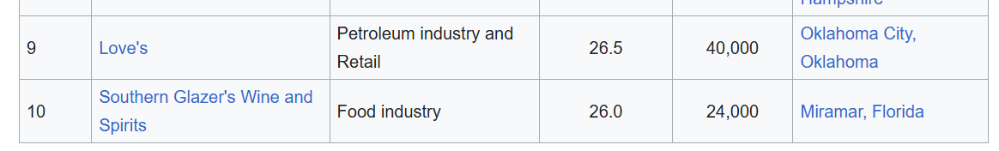 Hampshire
9 Love's Petroleum industry and Retail 26.5 40,000 Oklahoma City, Oklahoma
10 Southern Glazer's Wine and Spirits Food industry 26.0 24,000 Miramar, Florida